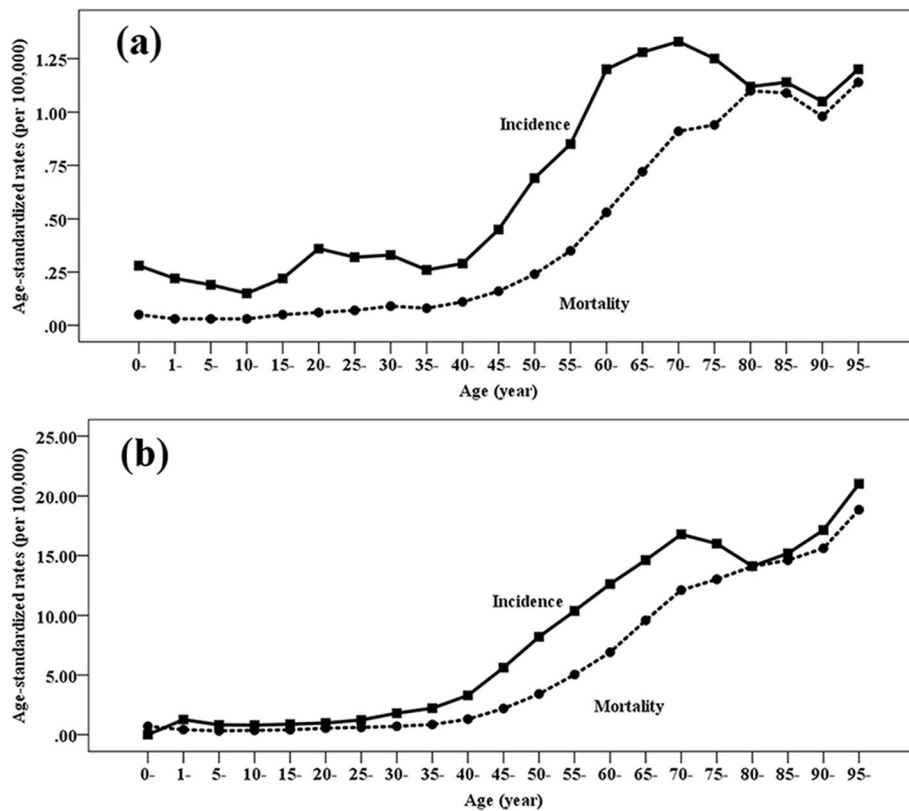 (a)
Age-standardized rates (per 100,000)
1.25
1.00
.75
.50
.25
.00
Incidence
Mortality
0- 1- 5- 10- 15- 20- 25- 30- 35- 40- 45- 50- 55- 60- 65- 70- 75- 80- 85- 90- 95-
Age (year)
(b)
Age-standardized rates (per 100,000)
25.00
20.00
15.00
10.00
5.00
.00
Incidence
Mortality
0- 1- 5- 10- 15- 20- 25- 30- 35- 40- 45- 50- 55- 60- 65- 70- 75- 80- 85- 90- 95-
Age (year)